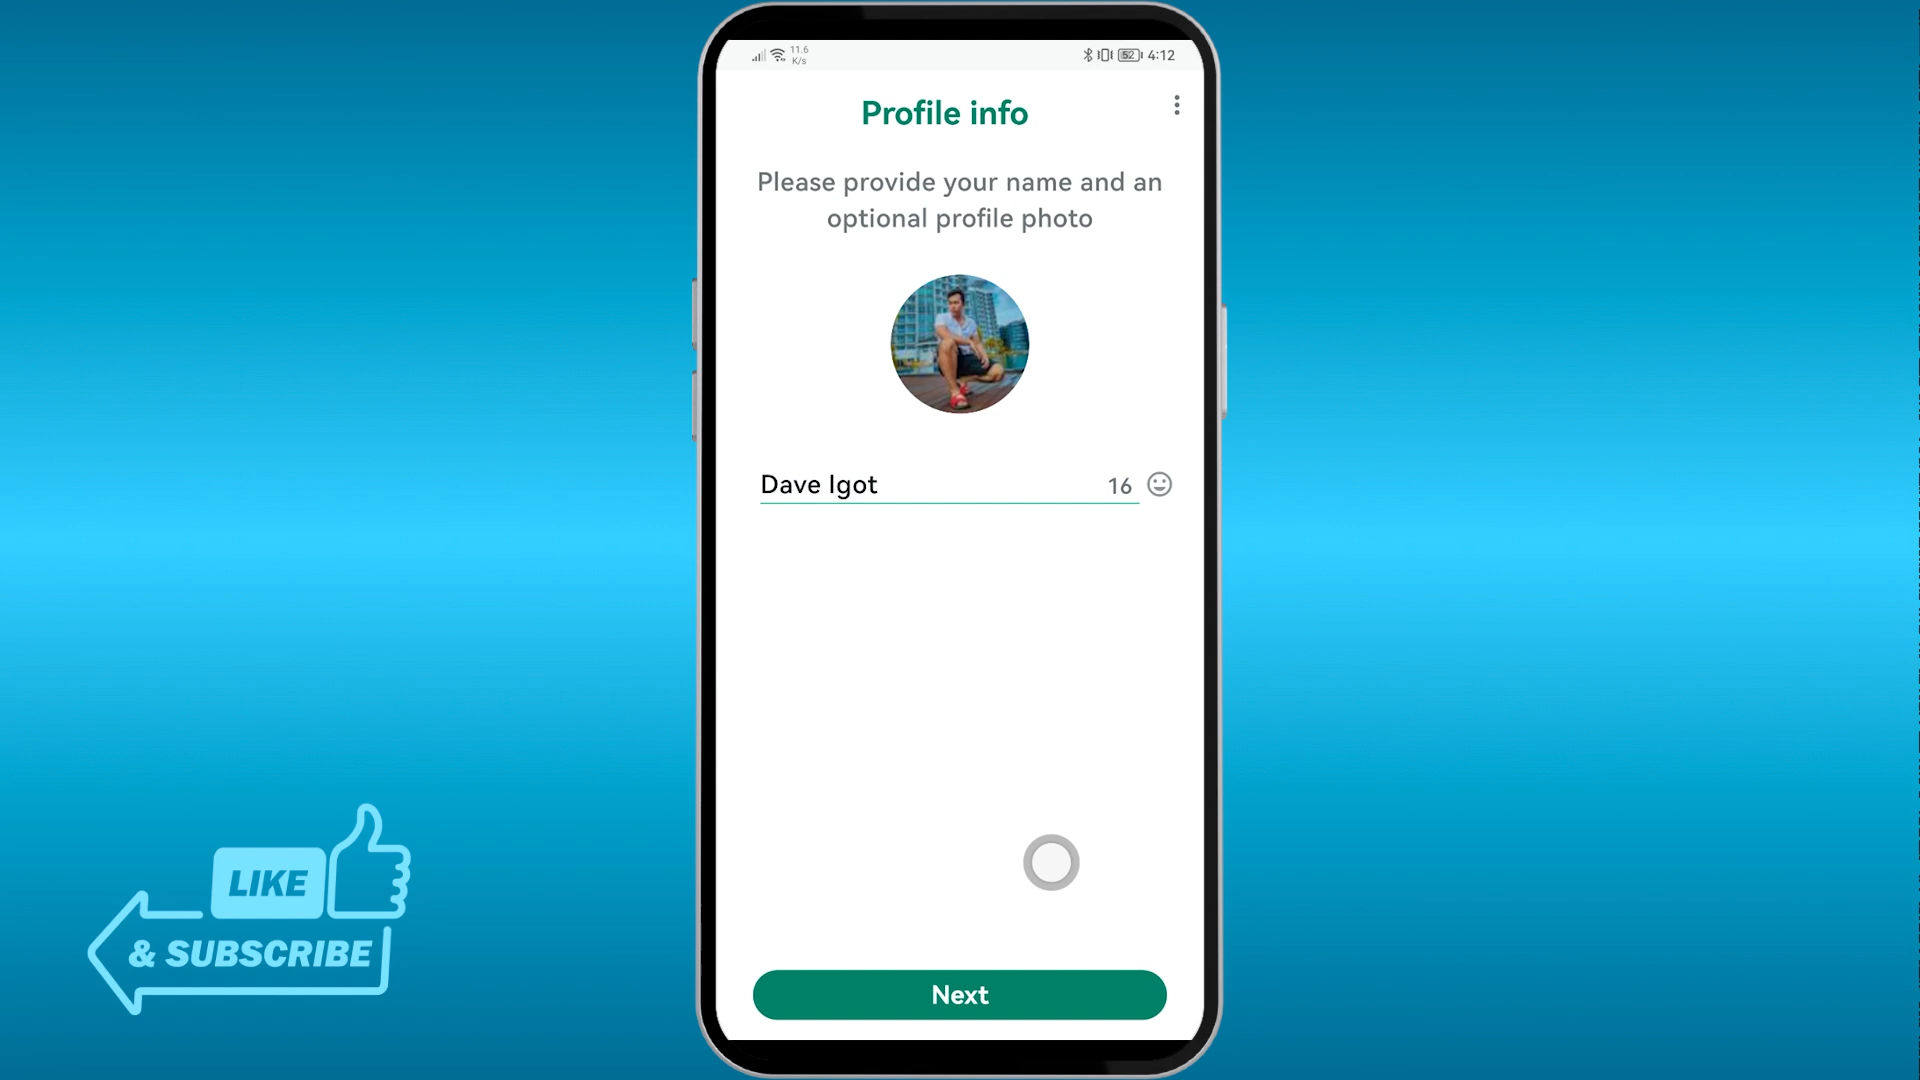 11.6
K/s
52
4:12
Profile info
Please provide your name and an
optional profile photo
Dave Igot
16
Next
LIKE
& SUBSCRIBE